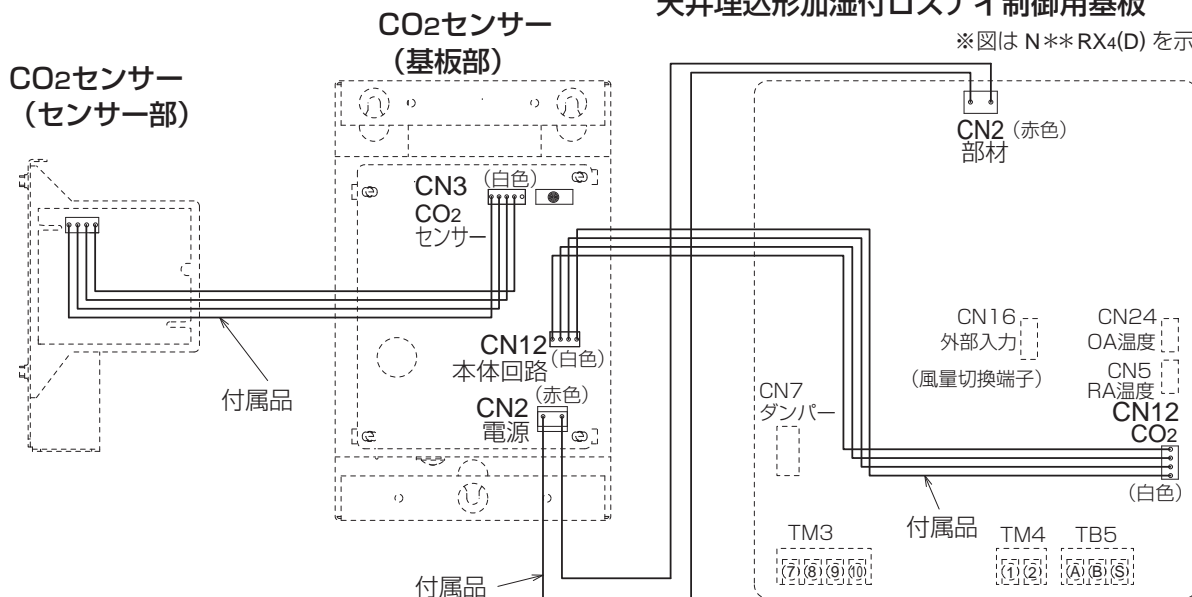 天井埋込形加湿付ロスナイ制御用基板
※図は N＊＊RX4(D) を示
CO2センサー
（基板部）
CO2センサー
（センサー部）
CN2 (赤色)
部材
CN3 (白色)
CO2
センサー
CN16
外部入力
(風量切換端子)
CN24
OA温度
CN5
RA温度
CN12
CO2
(白色)
CN12 (白色)
本体回路
CN2 (赤色)
電源
CN7
ダンパー
付属品
付属品
付属品
TM3
⑦⑧⑨⑩
TM4
①②
TB5
ⒶⒷⓈ